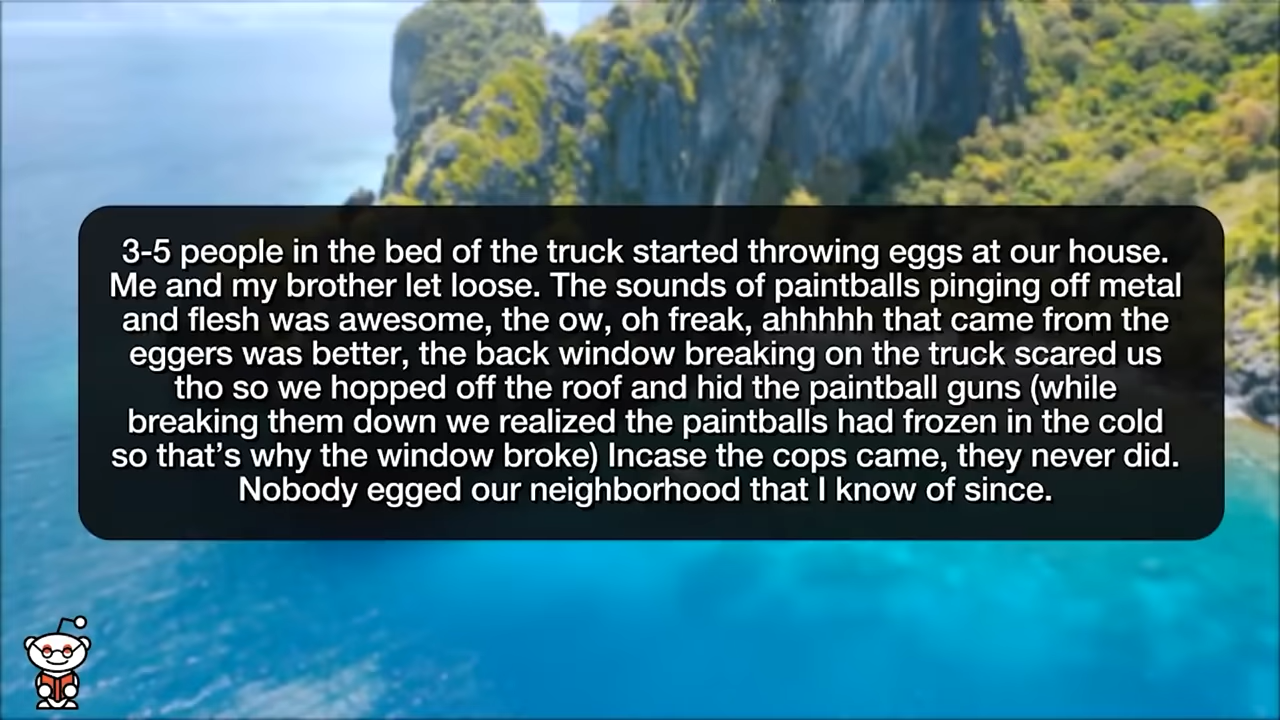 3-5 people in the bed of the truck started throwing eggs at our house.
Me and my brother let loose. The sounds of paintballs pinging off metal
and flesh was awesome, the ow, oh freak, ahhhhh that came from the
eggers was better, the back window breaking on the truck scared us
tho so we hopped off the roof and hid the paintball guns (while
breaking them down we realized the paintballs had frozen in the cold
so that’s why the window broke) Incase the cops came, they never did.
Nobody egged our neighborhood that I know of since.